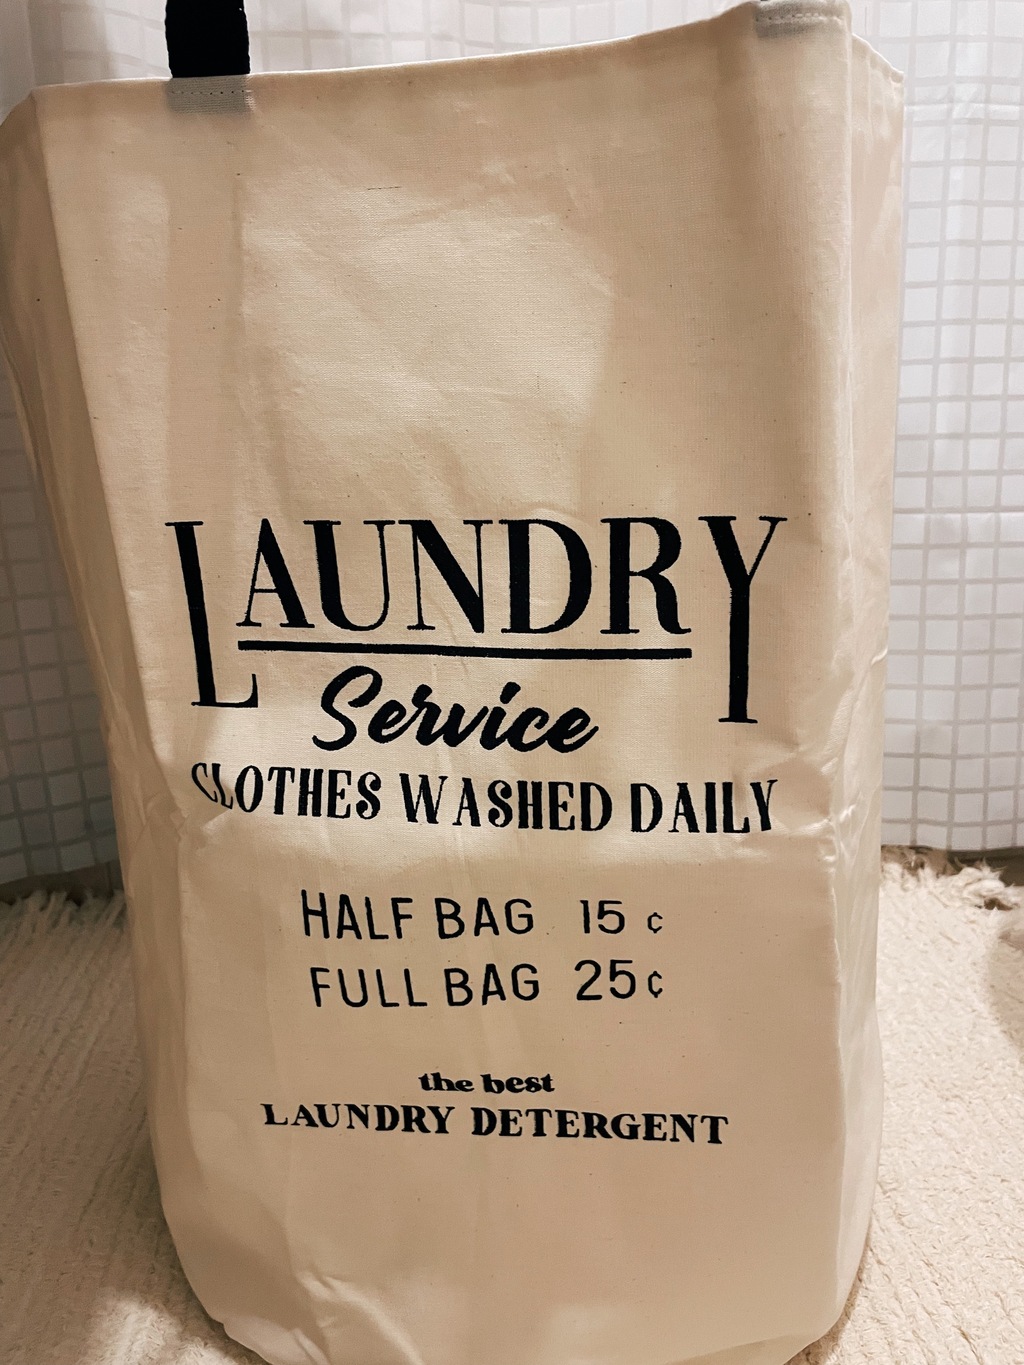 LAUNDRY
Service
CLOTHES WASHED DAILY
HALF BAG 15 ¢
FULL BAG 25¢
the best
LAUNDRY DETERGENT